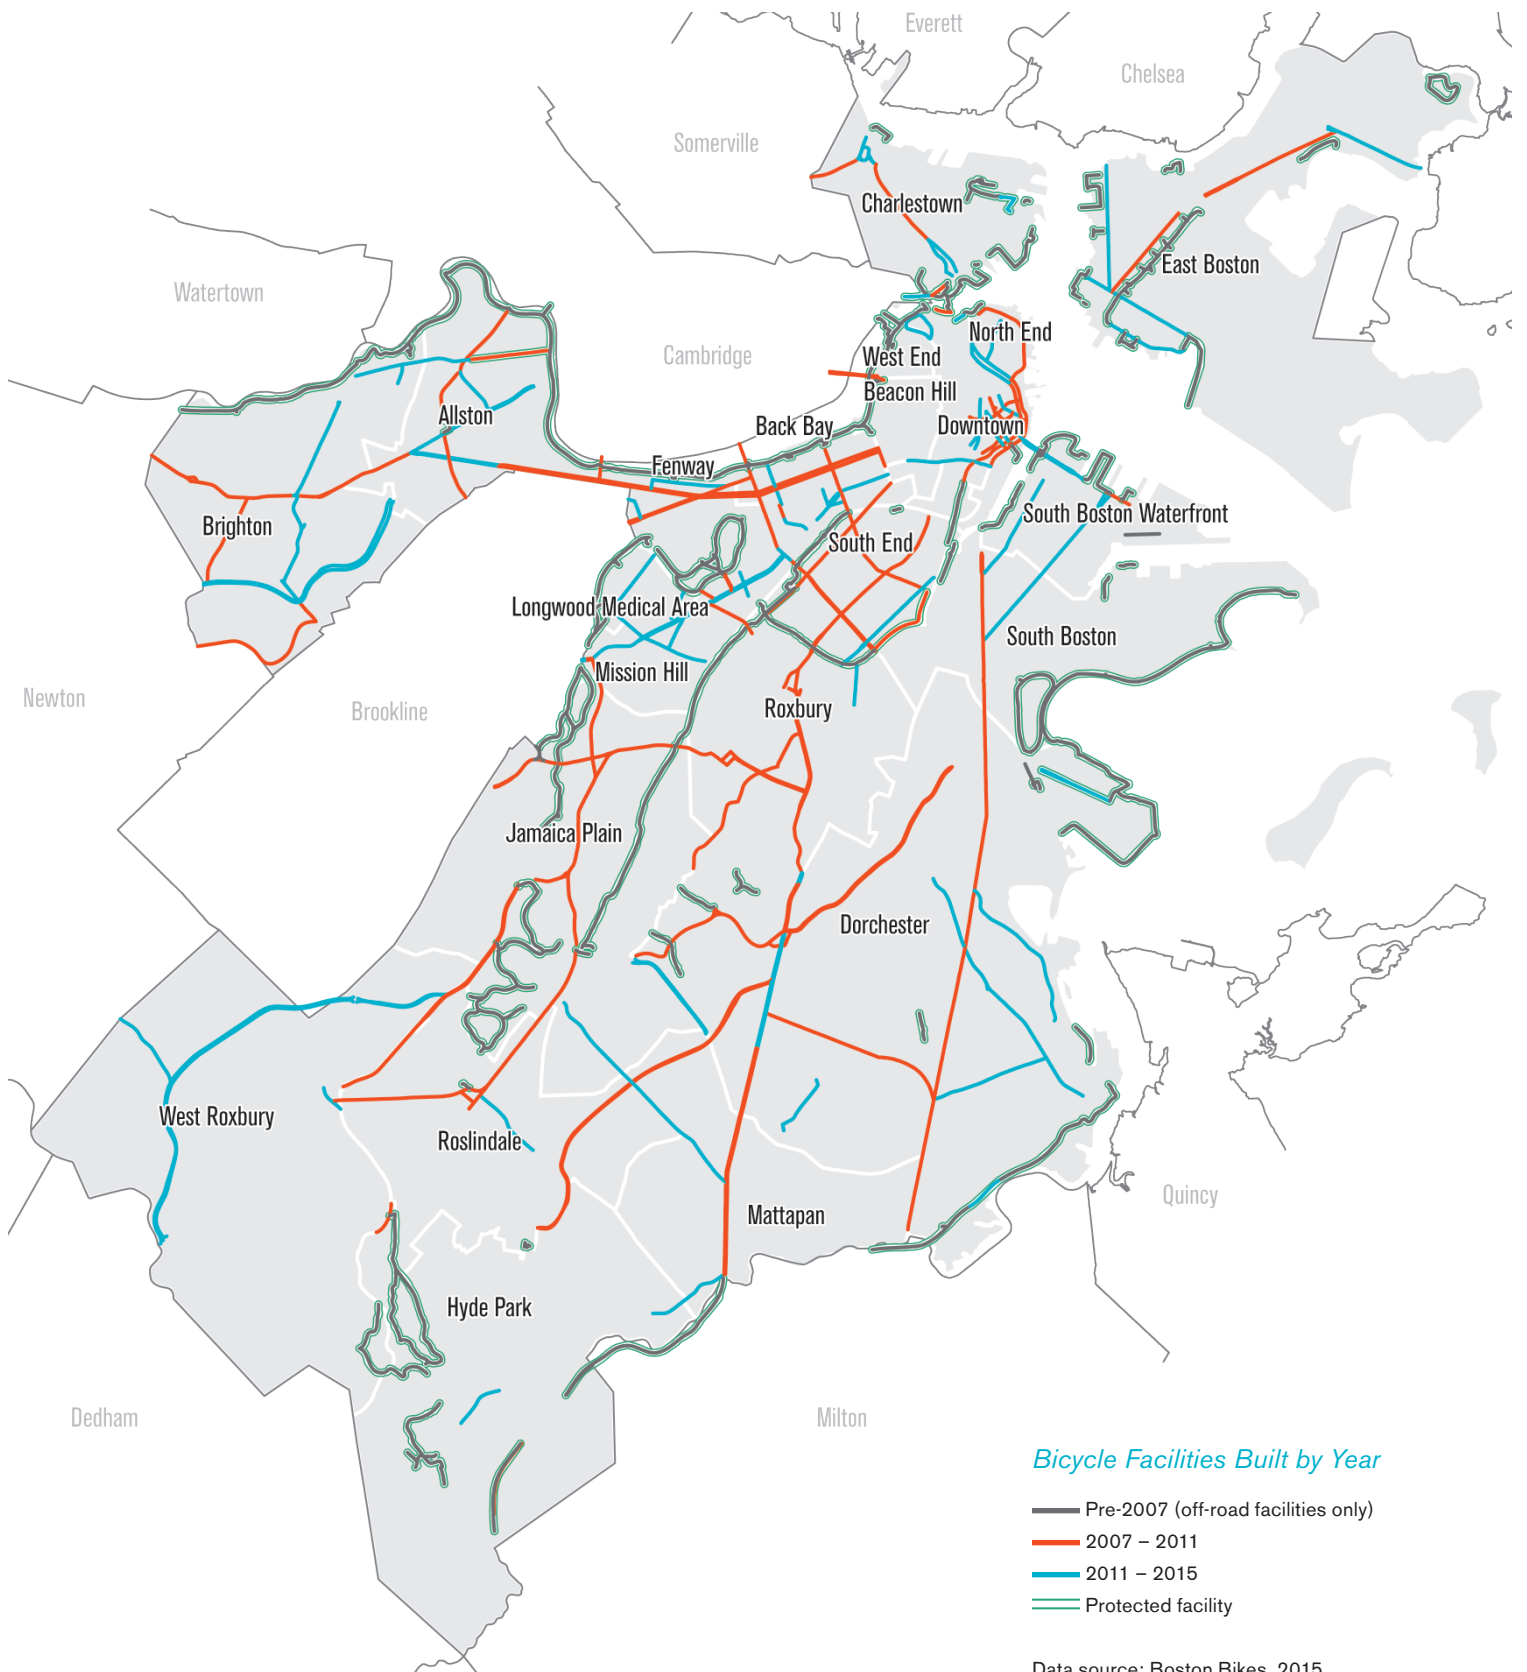 Everett
Chelsea
Somerville
Charlestown
East Boston
Watertown
North End
Cambridge
West End
Beacon Hill
Allston
Back Bay
Downtown
Fenway
South Boston Waterfront
Brighton
South End
Longwood Medical Area
South Boston
Mission Hill
Newton
Brookline
Roxbury
Jamaica Plain
Dorchester
West Roxbury
Roslindale
Quincy
Mattapan
Hyde Park
Dedham
Milton
Bicycle Facilities Built by Year
Pre-2007 (off-road facilities only)
2007 – 2011
2011 – 2015
Protected facility
Data source: Boston Bikes, 2015